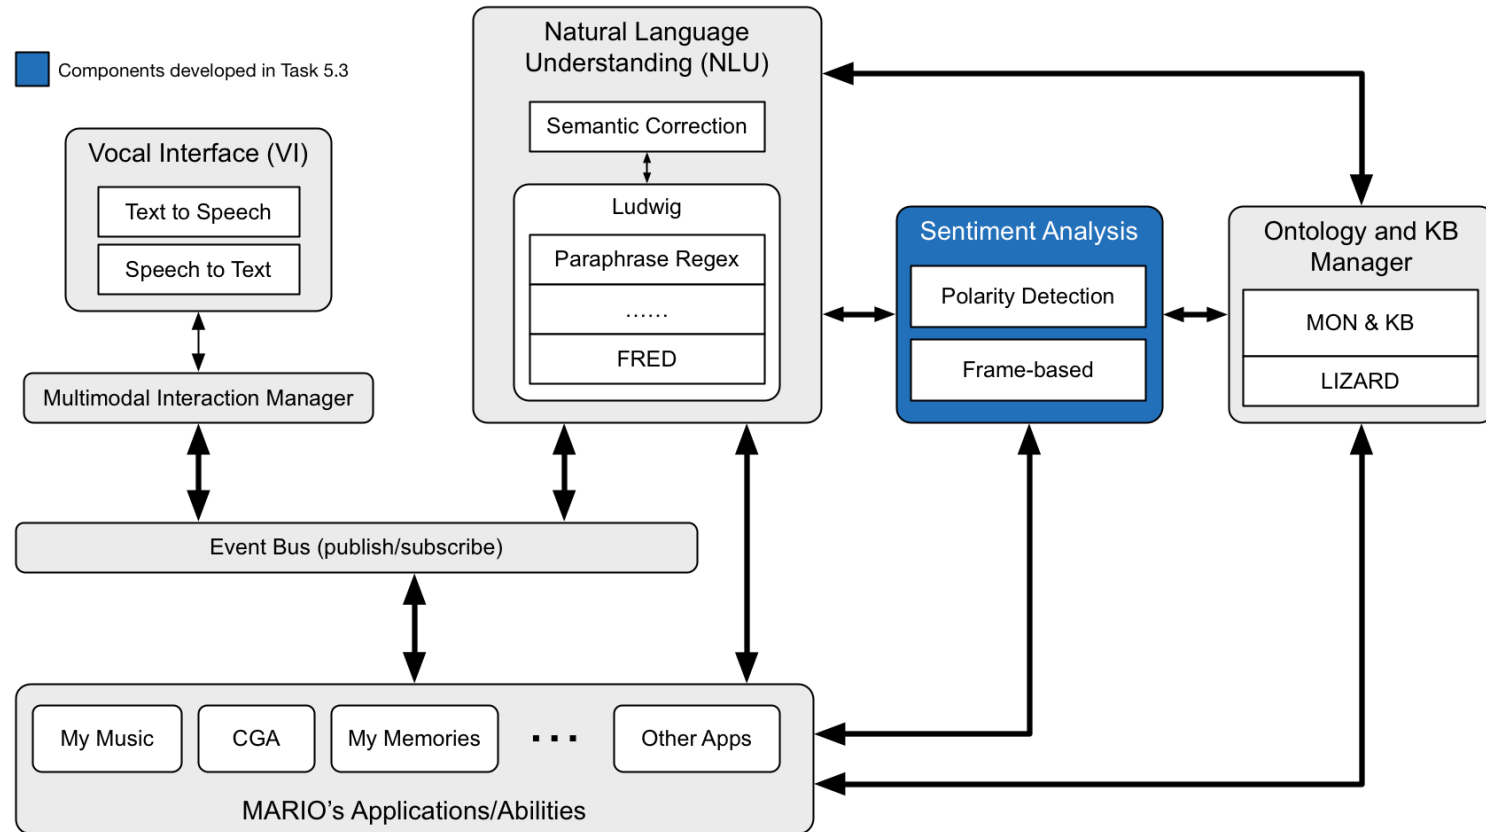 Components developed in Task 5.3
Natural Language
Understanding (NLU)
Semantic Correction
Ludwig
Paraphrase Regex
......
FRED
Vocal Interface (VI)
Text to Speech
Speech to Text
Multimodal Interaction Manager
Sentiment Analysis
Polarity Detection
Frame-based
Ontology and KB
Manager
MON & KB
LIZARD
Event Bus (publish/subscribe)
My Music
CGA
My Memories
...
Other Apps
MARIO’s Applications/Abilities